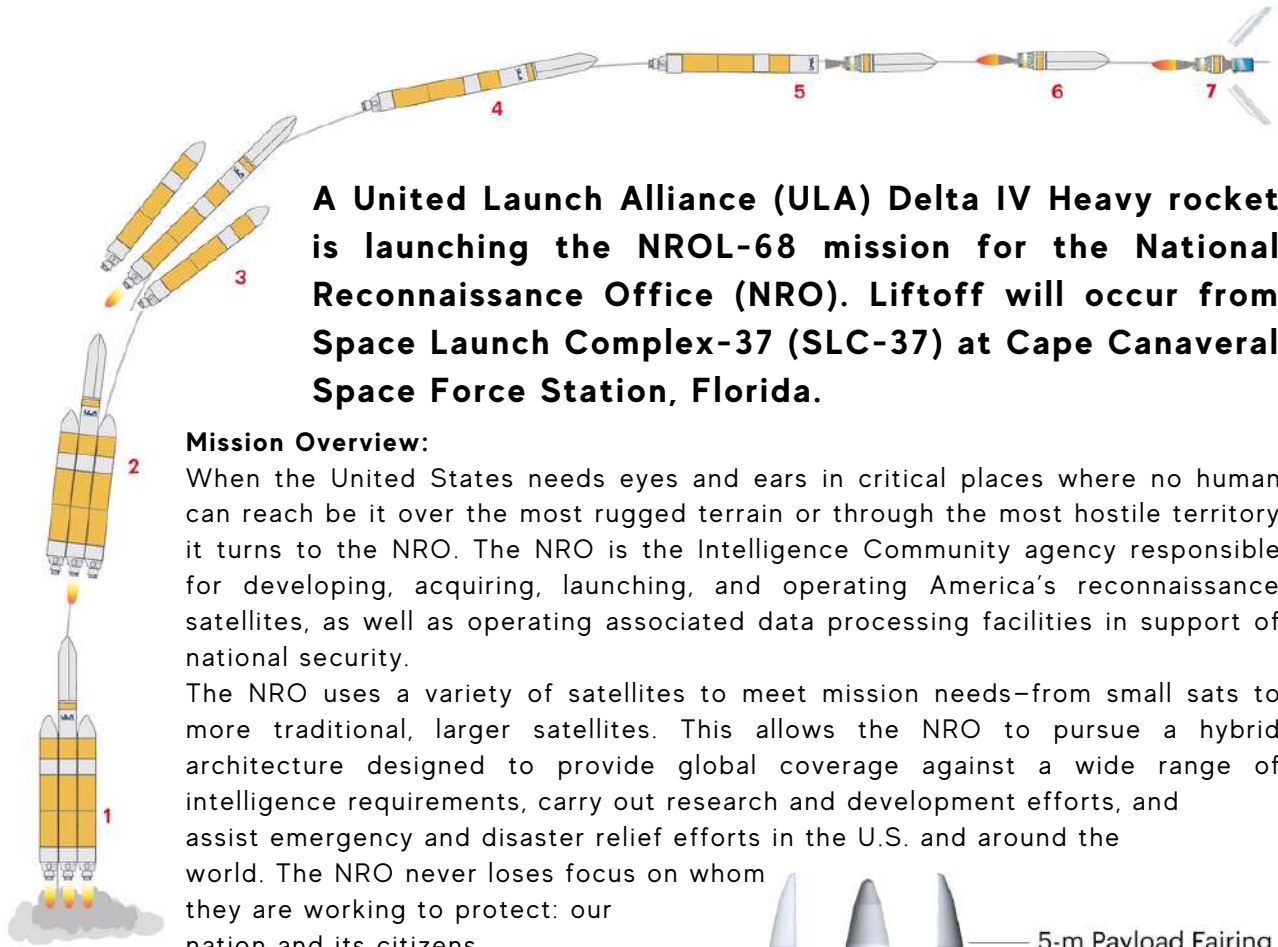 4
5
6
7
3
2
1
A United Launch Alliance (ULA) Delta IV Heavy rocket
is launching the NROL-68 mission for the National
Reconnaissance Office (NRO). Liftoff will occur from
Space Launch Complex-37 (SLC-37) at Cape Canaveral
Space Force Station, Florida.
Mission Overview:
When the United States needs eyes and ears in critical places where no human
can reach be it over the most rugged terrain or through the most hostile territory
it turns to the NRO. The NRO is the Intelligence Community agency responsible
for developing, acquiring, launching, and operating America’s reconnaissance
satellites, as well as operating associated data processing facilities in support of
national security.
The NRO uses a variety of satellites to meet mission needs–from small sats to
more traditional, larger satellites. This allows the NRO to pursue a hybrid
architecture designed to provide global coverage against a wide range of
intelligence requirements, carry out research and development efforts, and
assist emergency and disaster relief efforts in the U.S. and around the
world. The NRO never loses focus on whom
they are working to protect: our
nation and its citizens
5-m Payload Fairing